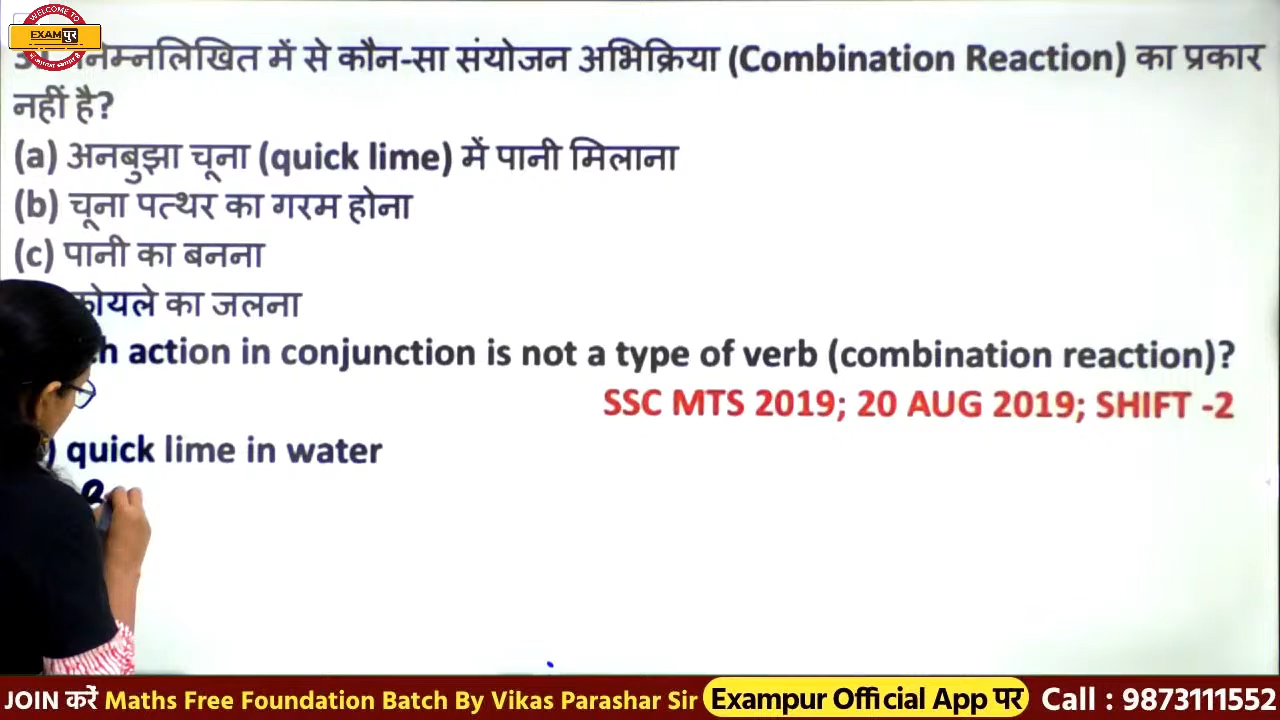 WELCOME TO
EXAMपुर
निम्नलिखित में से कौन-सा संयोजन अभिक्रिया (Combination Reaction) का प्रकार
नहीं है?
(a) अनबुझा चूना (quick lime) में पानी मिलाना
(b) चूना पत्थर का गरम होना
(c) पानी का बनना
कोयले का जलना
action in conjunction is not a type of verb (combination reaction)?
SSC MTS 2019; 20 AUG 2019; SHIFT -2
quick lime in water
JOIN करें Maths Free Foundation Batch By Vikas Parashar Sir Exampur Official App पर Call : 9873111552